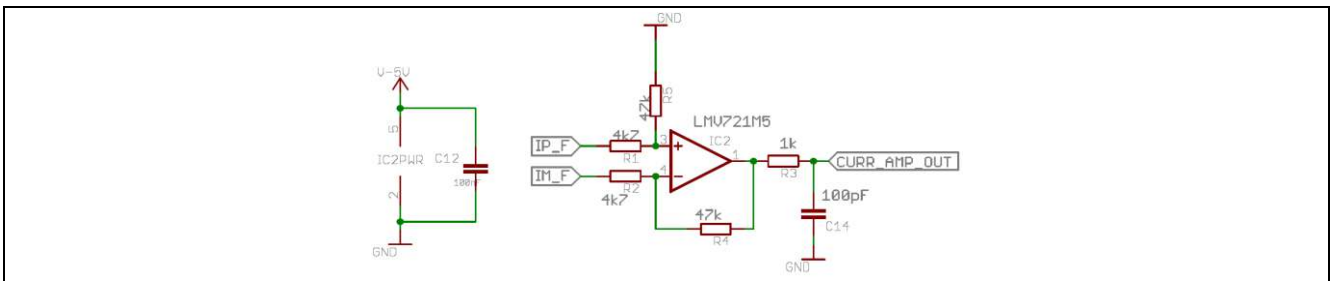 GND
V-5V
5
IC2PWR
C12
100nF
2
GND
47k
R5
LMV721M5
IC2
IP_F
4k7
R1
3
+
1
1k
R3
CURR_AMP_OUT
IM_F
4k7
R2
4
-
47k
R4
100pF
C14
GND